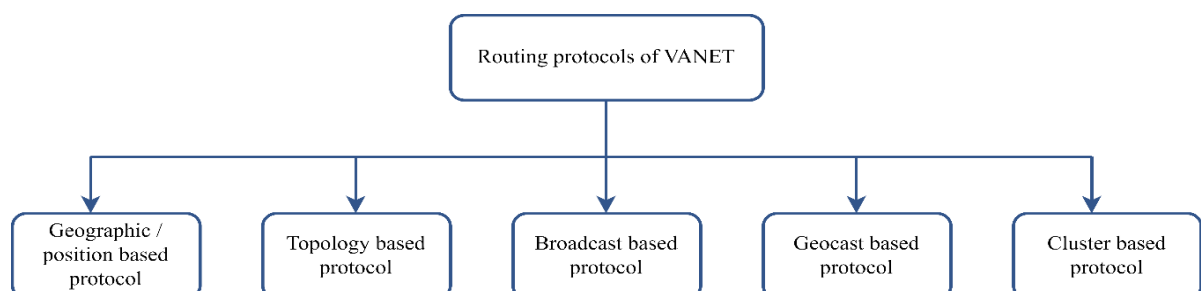 Routing protocols of VANET
Geographic /
position based
protocol
Topology based
protocol
Broadcast based
protocol
Geocast based
protocol
Cluster based
protocol